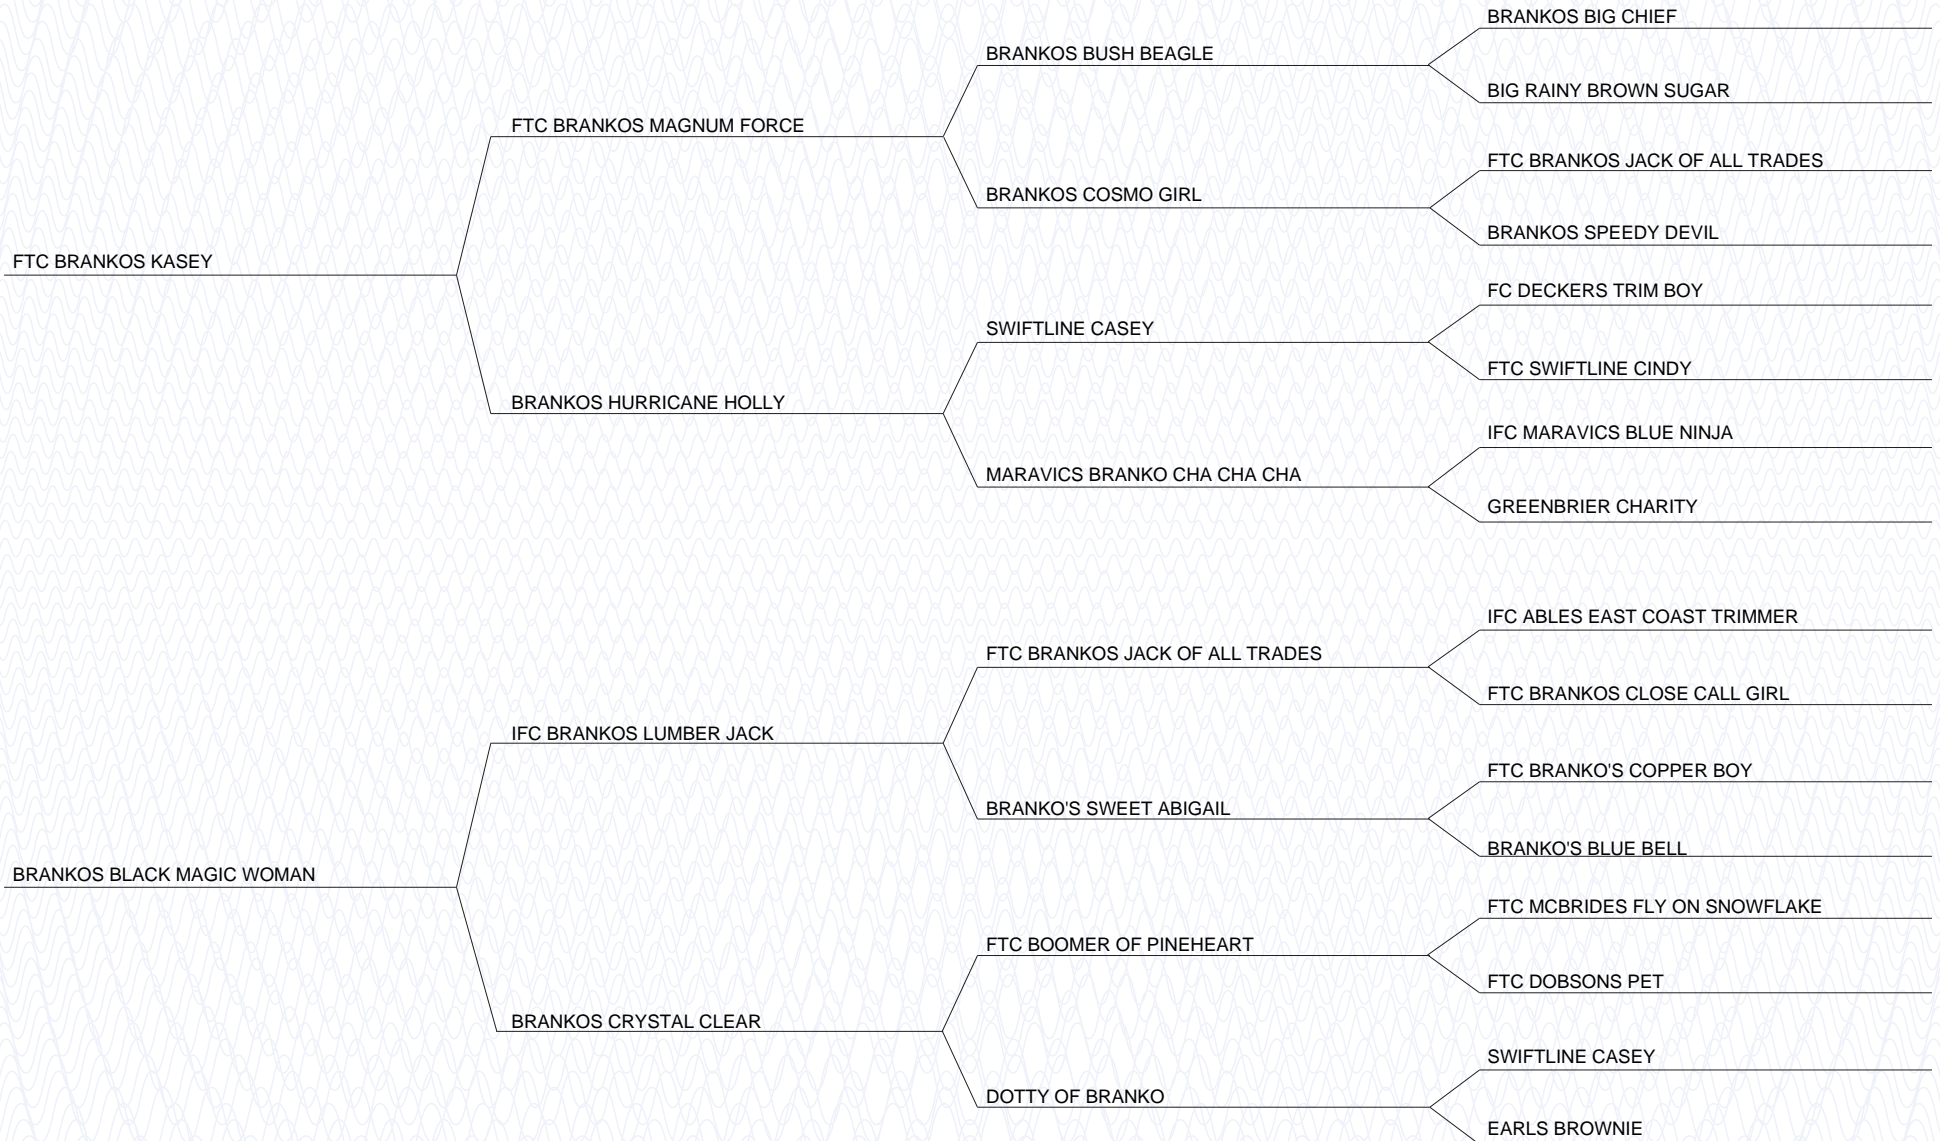 BRANKOS BIG CHIEF
BRANKOS BUSH BEAGLE
BIG RAINY BROWN SUGAR
FTC BRANKOS MAGNUM FORCE
FTC BRANKOS JACK OF ALL TRADES
BRANKOS COSMO GIRL
BRANKOS SPEEDY DEVIL
FTC BRANKOS KASEY
FC DECKERS TRIM BOY
SWIFTLINE CASEY
FTC SWIFTLINE CINDY
BRANKOS HURRICANE HOLLY
IFC MARAVICS BLUE NINJA
MARAVICS BRANKO CHA CHA CHA
GREENBRIER CHARITY
IFC ABLES EAST COAST TRIMMER
FTC BRANKOS JACK OF ALL TRADES
FTC BRANKOS CLOSE CALL GIRL
IFC BRANKOS LUMBER JACK
FTC BRANKO'S COPPER BOY
BRANKO'S SWEET ABIGAIL
BRANKO'S BLUE BELL
BRANKOS BLACK MAGIC WOMAN
FTC MCBRIDES FLY ON SNOWFLAKE
FTC BOOMER OF PINEHEART
FTC DOBSONS PET
BRANKOS CRYSTAL CLEAR
SWIFTLINE CASEY
DOTTY OF BRANKO
EARLS BROWNIE